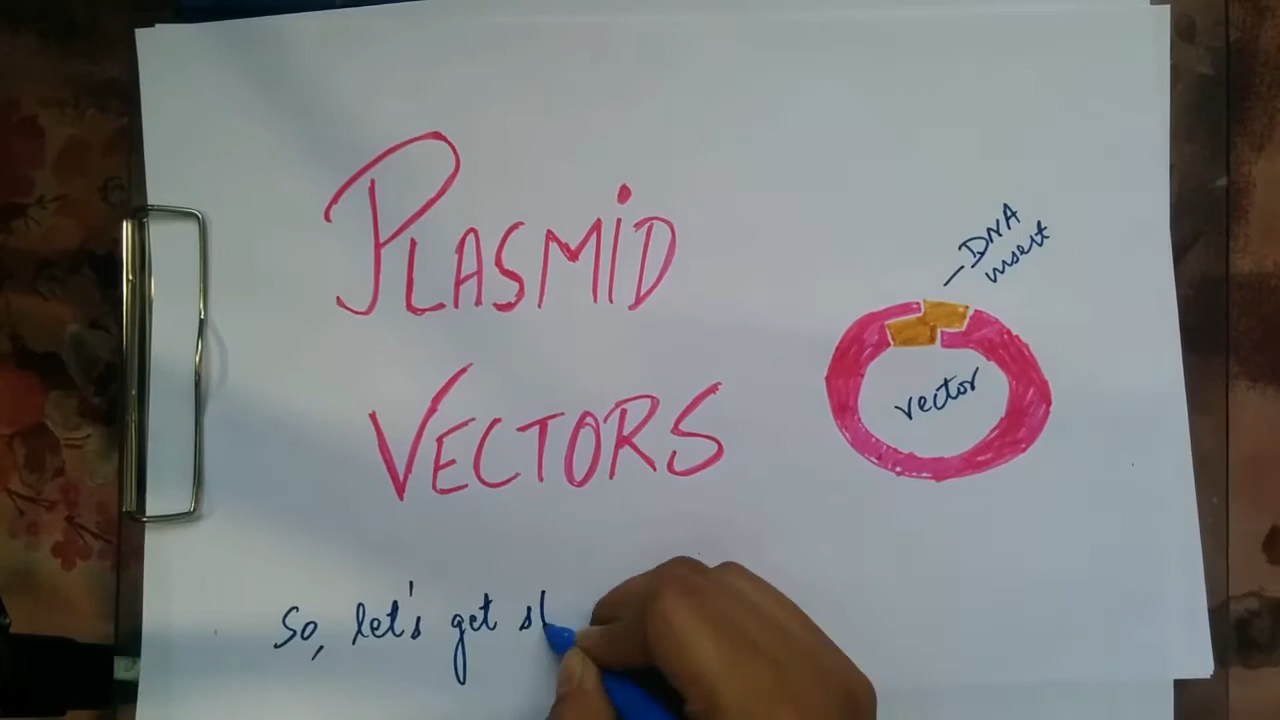 PLASMID
VECTORS
DNA
insert
vector
So, let's get